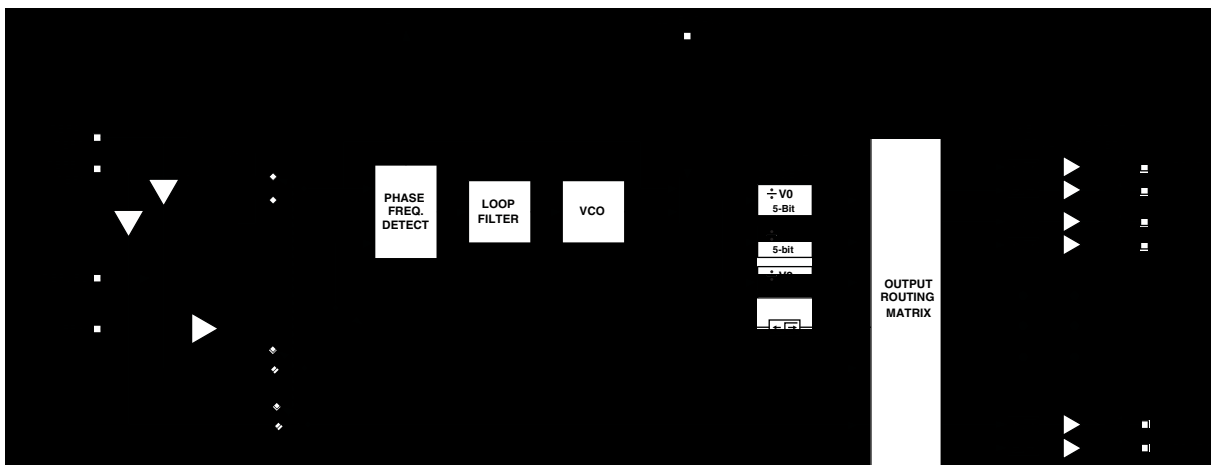 PHASE
FREQ.
DETECT
LOOP
FILTER
VCO
÷ V0
5-Bit
5-bit
OUTPUT
ROUTING
MATRIX